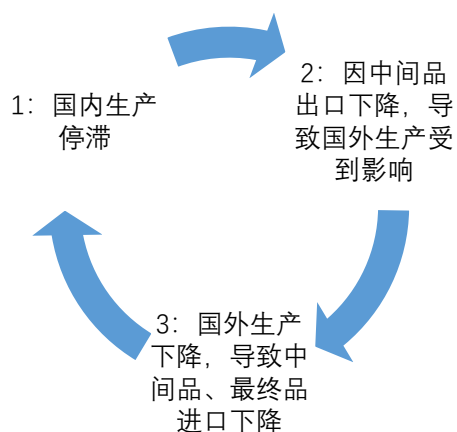 1：国内生产
停滞
2：因中间品
出口下降，导
致国外生产受
到影响
3：国外生产
下降，导致中
间品、最终品
进口下降